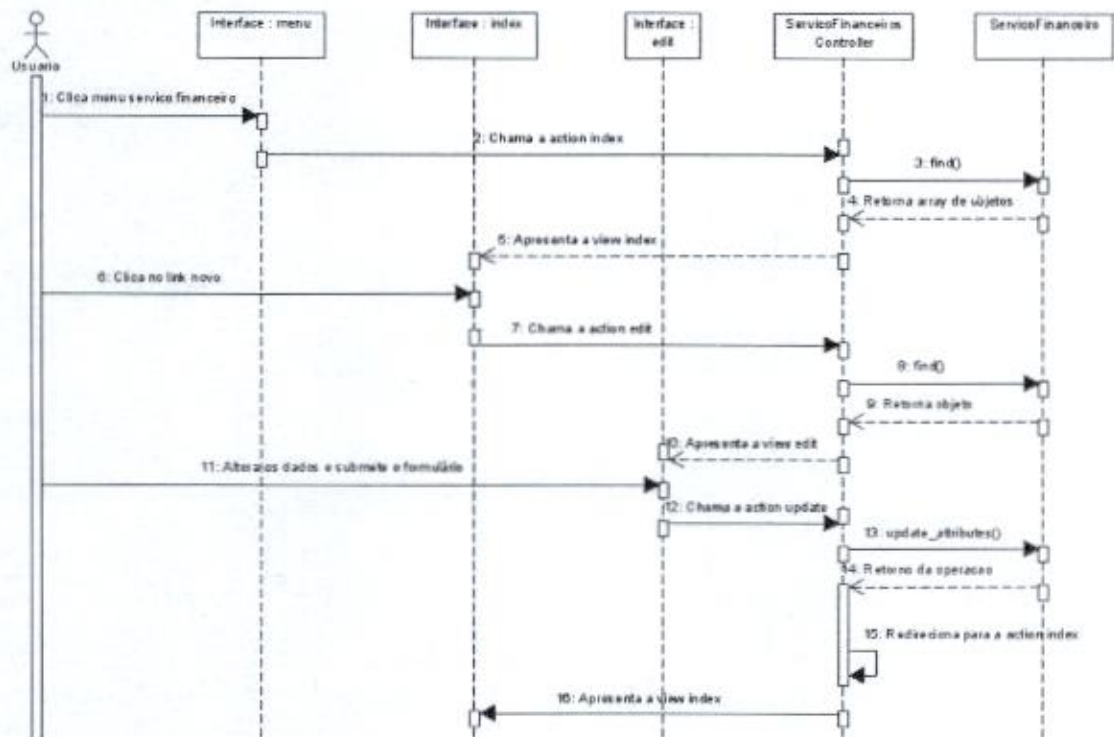 Interface : menu
Interface : index
Interface :
edit
ServicoFinanceiros
Controller
ServicoFinanceiro
Usuario
1: Clica menu servico financeiro
2: Chama a action index
3: find()
4: Retorna array de objetos
5: Apresenta a view index
6: Clica no link novo
7: Chama a action edit
8: find()
9: Retorna objeto
10: Apresenta a view edit
11: Altera os dados e submete o formulário
12: Chama a action update
13: update_attributes()
14: Retorno da operacao
15: Redireciona para a action index
16: Apresenta a view index